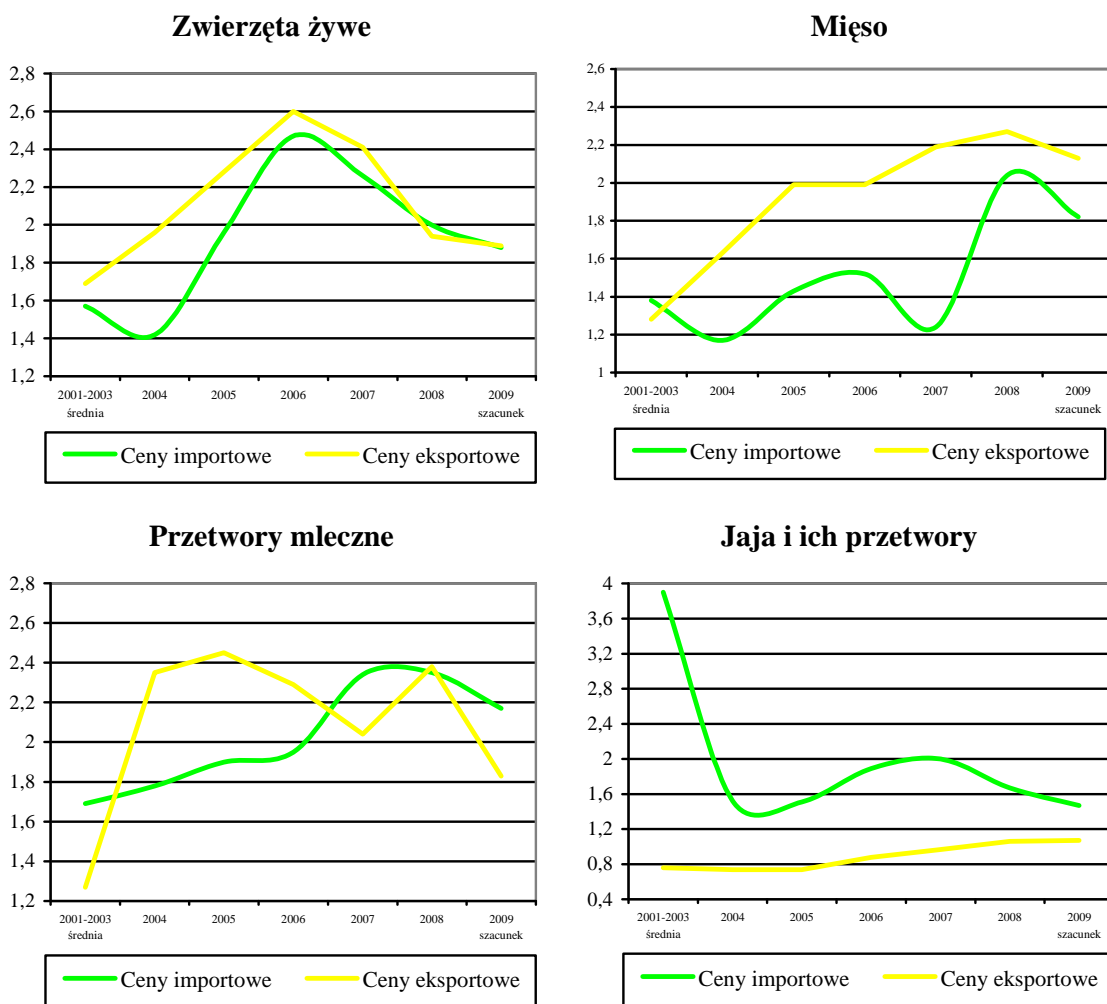 Zwierzęta żywe
2,8
2,6
2,4
2,2
2
1,8
1,6
1,4
1,2
2001-2003 2004 2005 2006 2007 2008 2009
średnia szacunek
Ceny importowe Ceny eksportowe
Mięso
2,6
2,4
2,2
2
1,8
1,6
1,4
1,2
1
2001-2003 2004 2005 2006 2007 2008 2009
średnia szacunek
Ceny importowe Ceny eksportowe
Przetwory mleczne
2,8
2,6
2,4
2,2
2
1,8
1,6
1,4
1,2
2001-2003 2004 2005 2006 2007 2008 2009
średnia szacunek
Ceny importowe Ceny eksportowe
Jaja i ich przetwory
4
3,6
3,2
2,8
2,4
2
1,6
1,2
0,8
0,4
2001-2003 2004 2005 2006 2007 2008 2009
średnia szacunek
Ceny importowe Ceny eksportowe